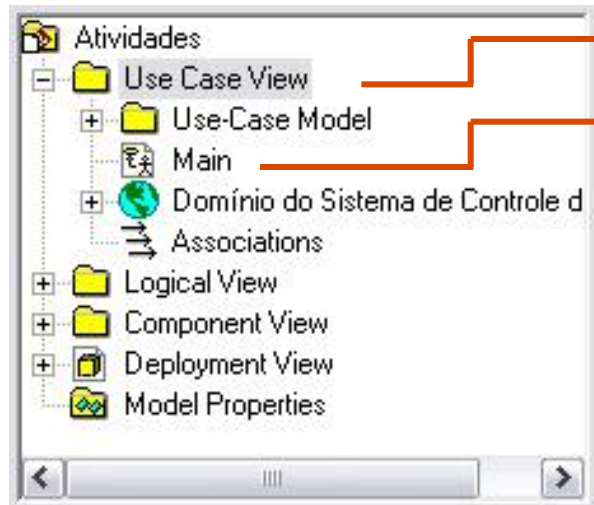 Atividades
Use Case View
Use-Case Model
Main
Domínio do Sistema de Controle d
Associations
Logical View
Component View
Deployment View
Model Properties